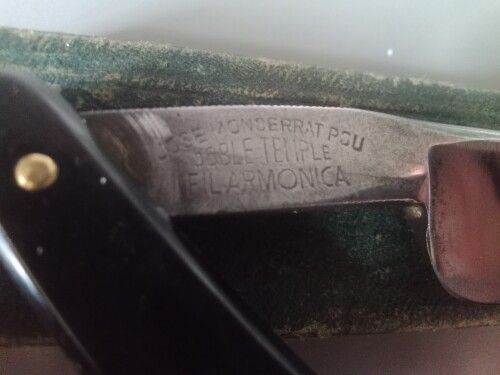 JOSE MONSERRAT POU
DOBLE TEMPLE
FILARMONICA